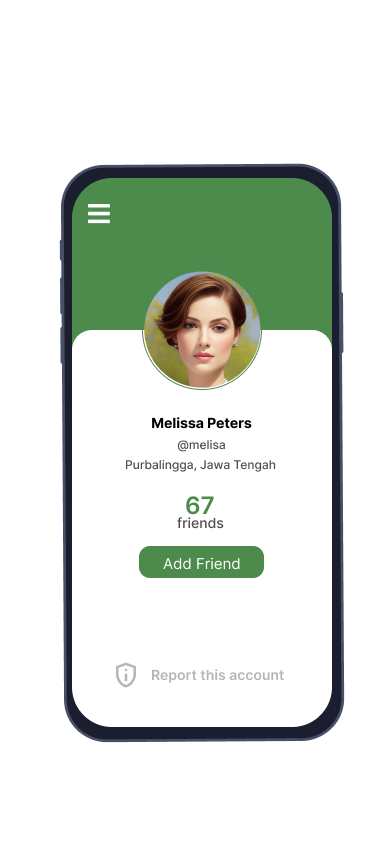 Melissa Peters
@melisa
Purbalingga, Jawa Tengah
67
friends
Add Friend
Report this account